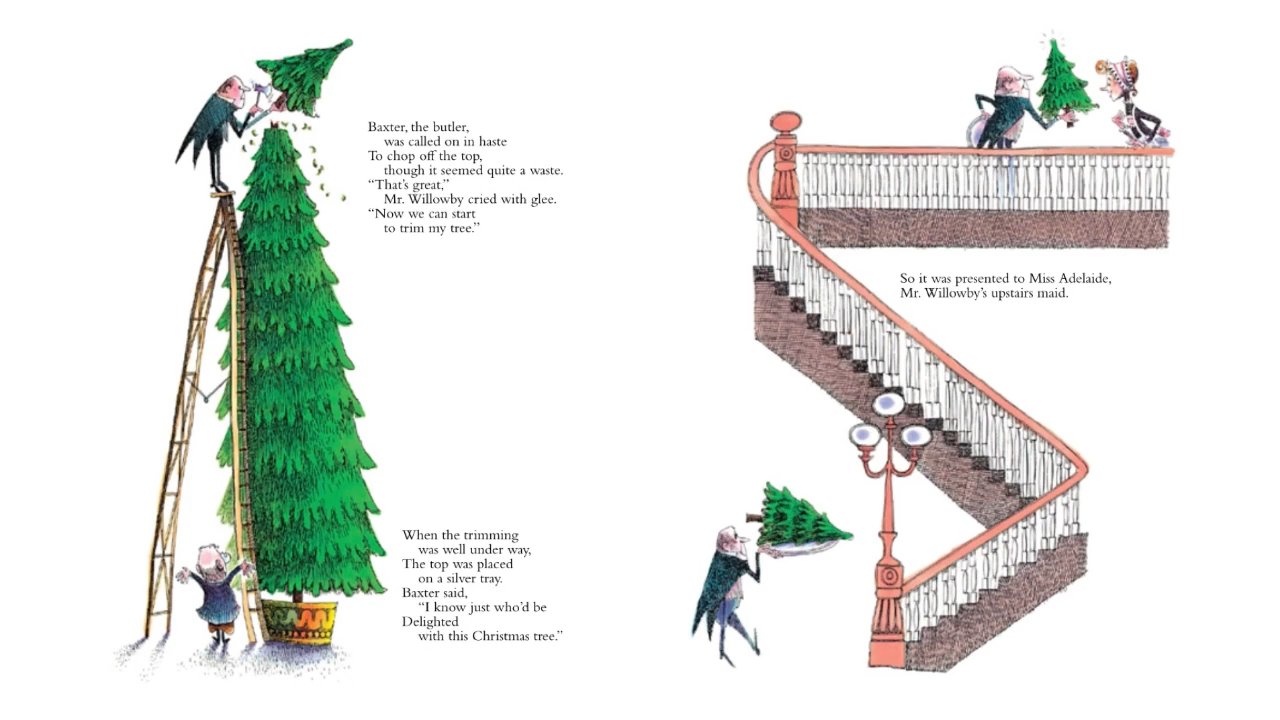 Baxter, the butler,
was called on in haste
To chop off the top,
though it seemed quite a waste.
“That’s great,”
Mr. Willowby cried with glee.
“Now we can start
to trim my tree.”
When the trimming
was well under way,
The top was placed
on a silver tray.
Baxter said,
“I know just who’d be
Delighted
with this Christmas tree.”
So it was presented to Miss Adelaide,
Mr. Willowby’s upstairs maid.